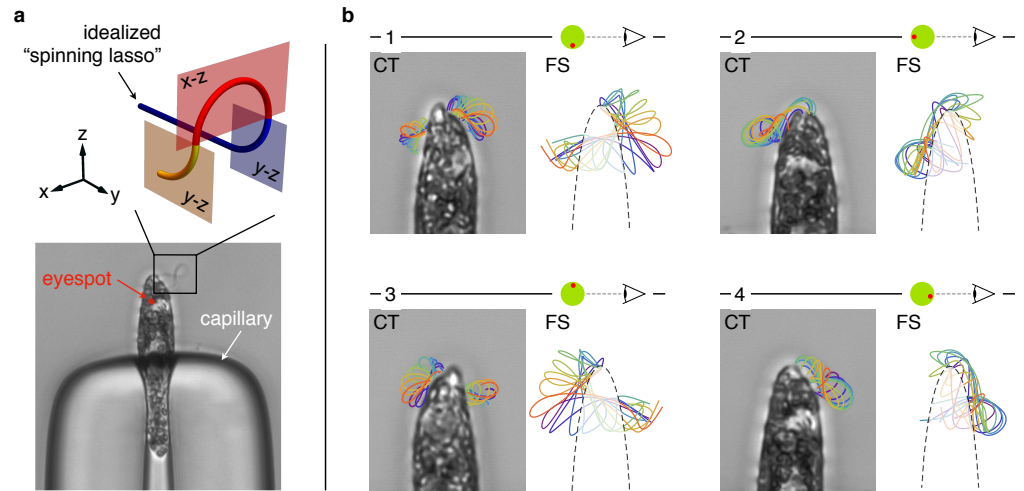 a
idealized
“spinning lasso”
x-z
y-z
y-z
z
x
y
eyespot
capillary
b
1
CT
FS
2
CT
FS
3
CT
FS
4
CT
FS